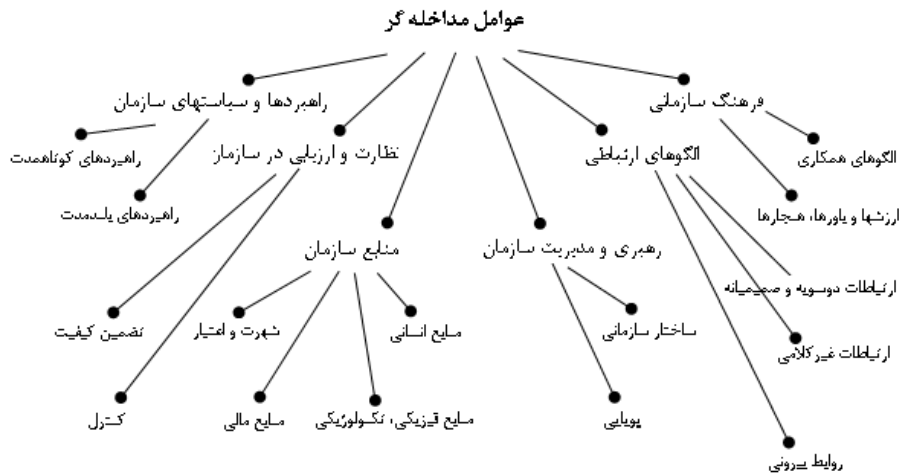 عوامل مداخله گر
فرهنگ سازمانی
راهبردها و سیاستهای سازمان
الگوهای ارتباطی
نظارت و ارزیابی در سازمان
الگوهای همکاری
راهبردهای کوتاهمدت
ارزشها و باورها، هنجارها
راهبردهای بلندمدت
رهبری و مدیریت سازمان
منابع سازمان
ارتباطات دوسویه و صمیمیانه
ساختار سازمانی
منابع انسانی
شهرت و اعتبار
تضمین کیفیت
ارتباطات غیرکلامی
پویایی
منابع فیزیکی، تکنولوژیکی
منابع مالی
کنترل
روابط بیرونی